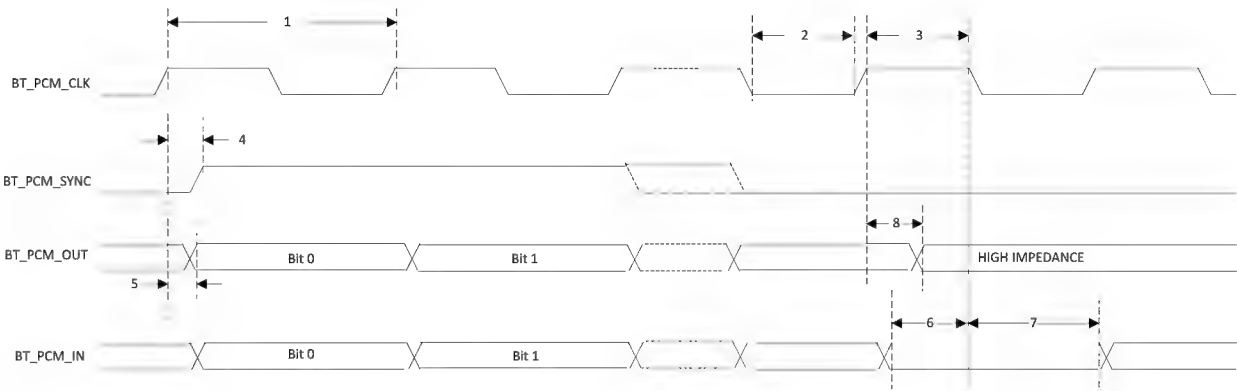 1
2
3
BT_PCM_CLK
4
BT_PCM_SYNC
8
BT_PCM_OUT
Bit 0
Bit 1
HIGH IMPEDANCE
5
6
7
BT_PCM_IN
Bit 0
Bit 1